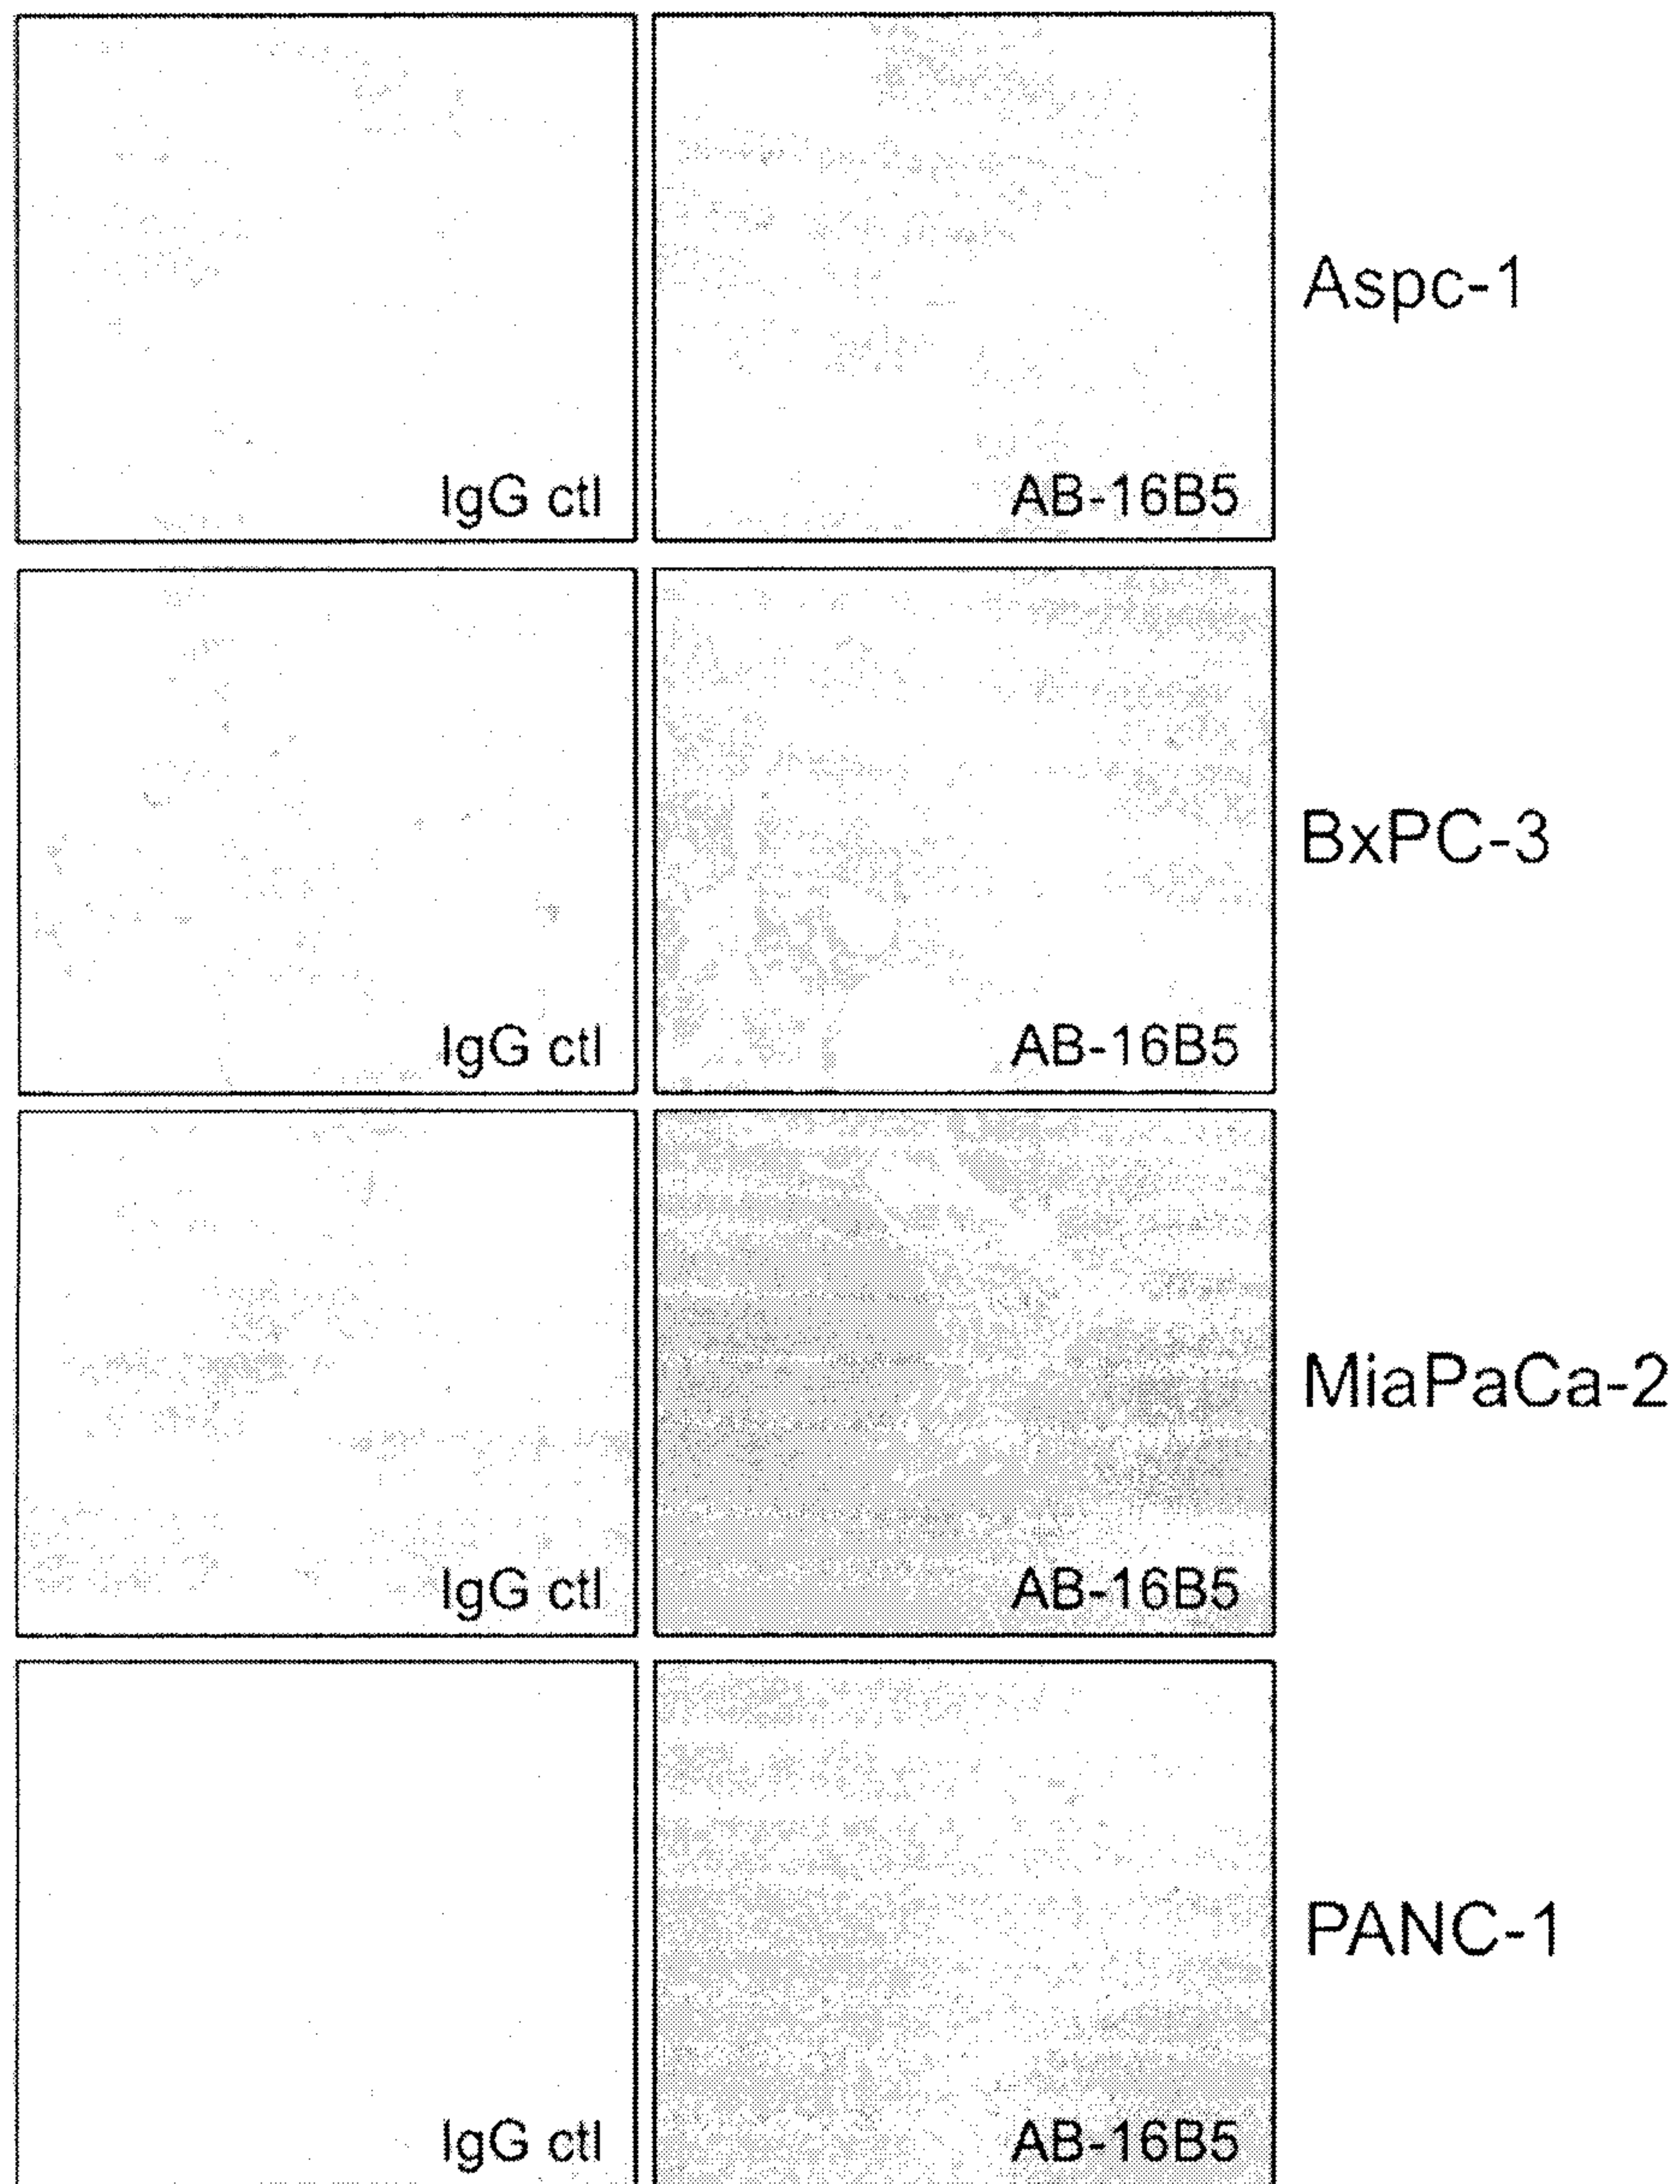 IgG ctl
AB-16B5
Aspc-1
IgG ctl
AB-16B5
BxPC-3
IgG ctl
AB-16B5
MiaPaCa-2
IgG ctl
AB-16B5
PANC-1